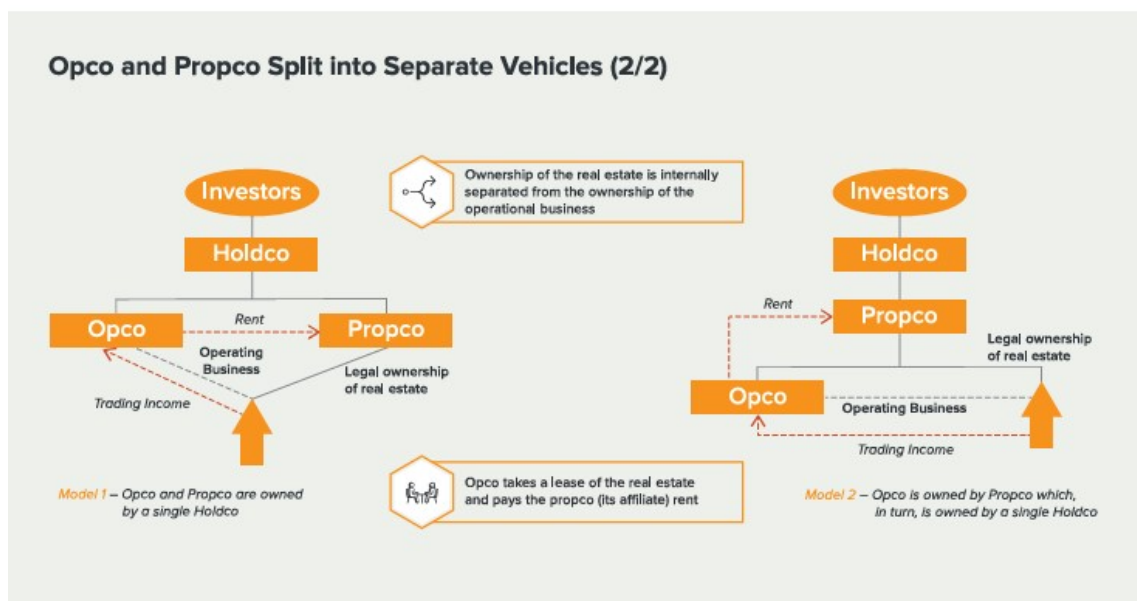 Opco and Propco Split into Separate Vehicles (2/2)
Investors
Holdco
Opco
Rent
Propco
Operating
Business
Legal ownership
of real estate
Trading Income
Model 1 – Opco and Propco are owned
by a single Holdco
Ownership of the real estate is internally
separated from the ownership of the
operational business
Opco takes a lease of the real estate
and pays the propco (its affiliate) rent
Investors
Holdco
Rent
Propco
Legal ownership
of real estate
Opco
Operating Business
Trading Income
Model 2 – Opco is owned by Propco which,
in turn, is owned by a single Holdco